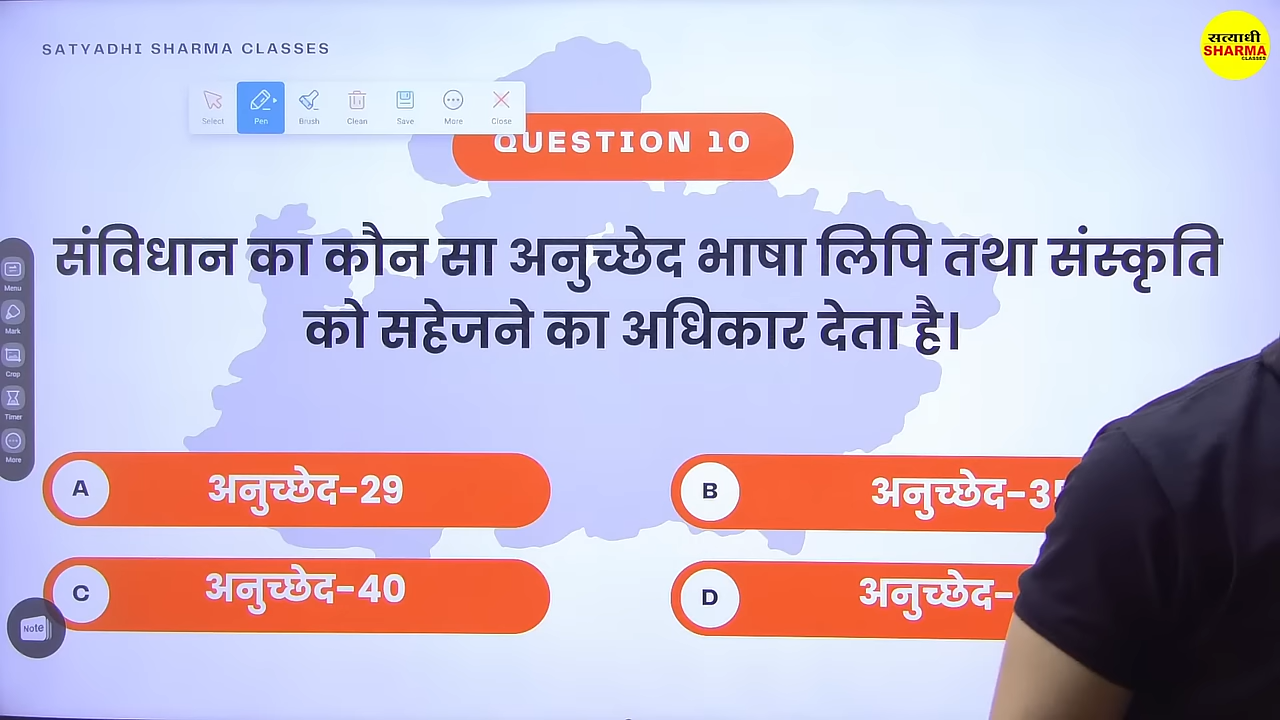 SATYADHI SHARMA CLASSES
सत्याधी
SHARMA
CLASSES
Select Pen Brush Clean Save More Close
QUESTION 10
संविधान का कौन सा अनुच्छेद भाषा लिपि तथा संस्कृति
को सहेजने का अधिकार देता है।
Menu
Mark
Crop
Timer
More
A अनुच्छेद-29
B अनुच्छेद-35
C अनुच्छेद-40
D अनुच्छेद-
Note